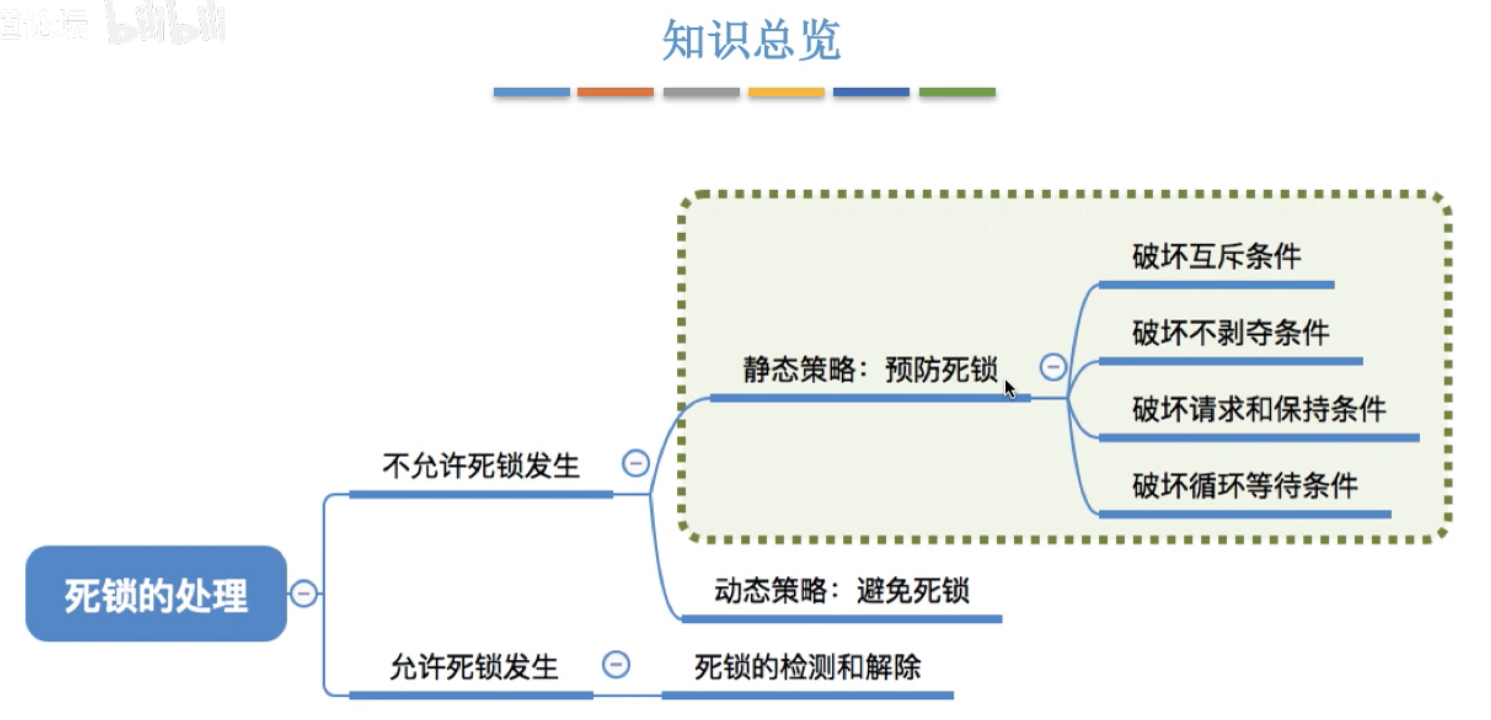 道论坛 bilibili
知识总览
破坏互斥条件
破坏不剥夺条件
静态策略：预防死锁
破坏请求和保持条件
不允许死锁发生
破坏循环等待条件
死锁的处理
动态策略：避免死锁
允许死锁发生
死锁的检测和解除